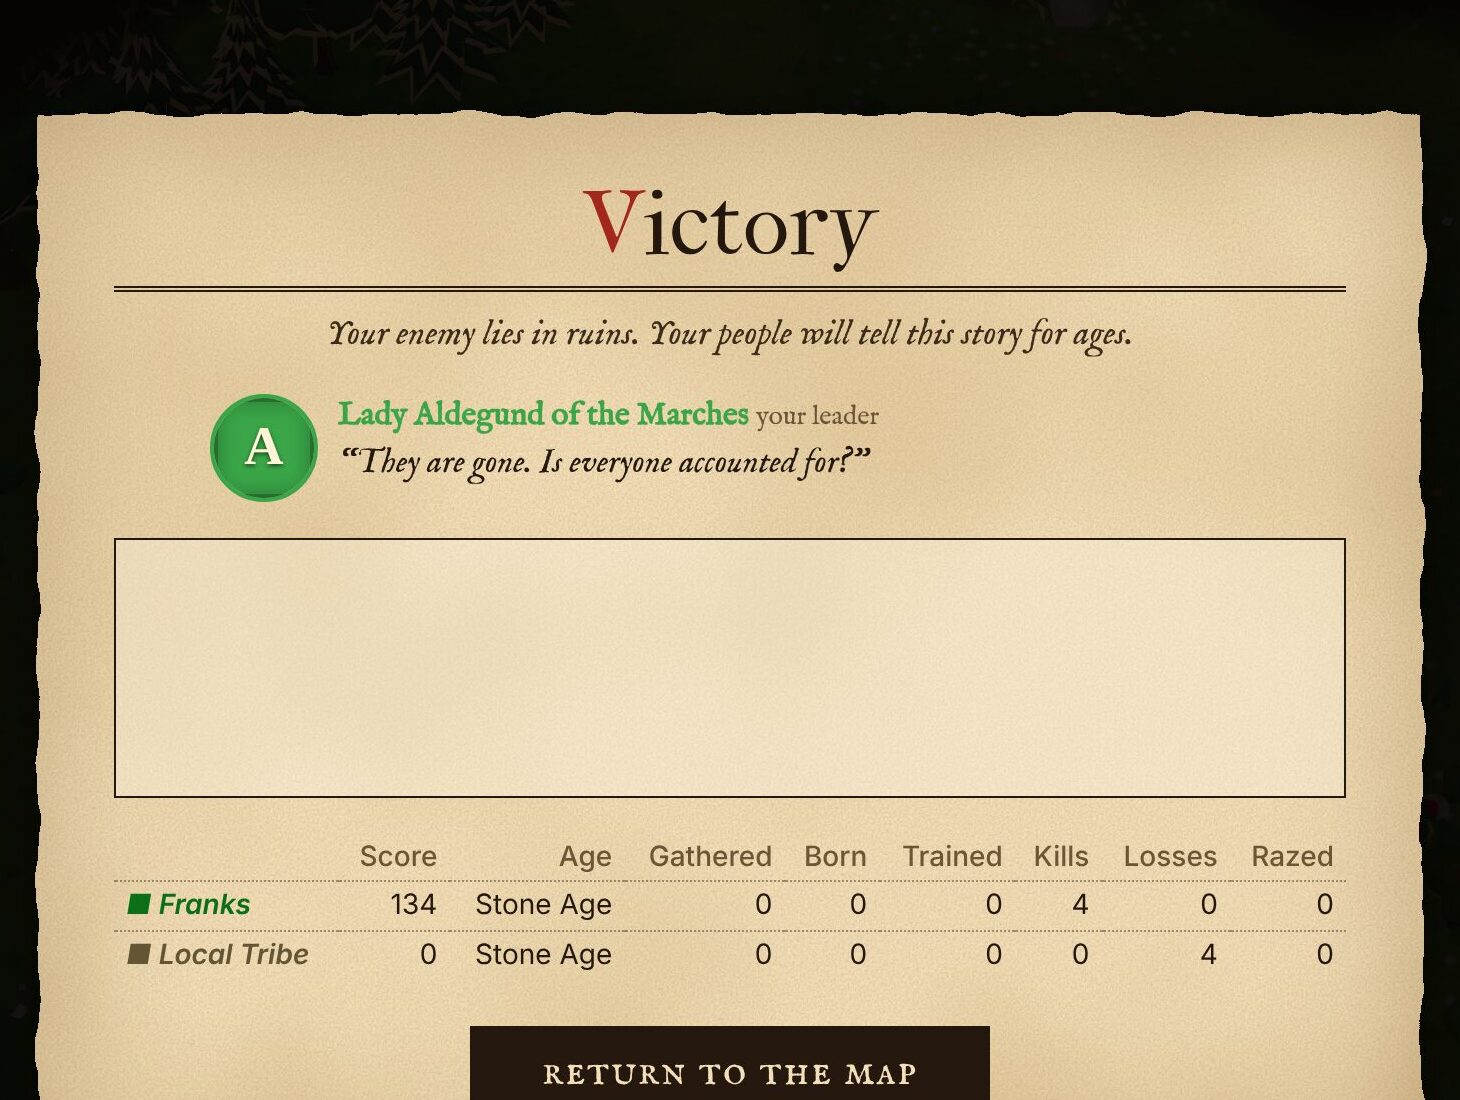 Victory
Your enemy lies in ruins. Your people will tell this story for ages.
A
Lady Aldegund of the Marches your leader
“They are gone. Is everyone accounted for?”
Score Age Gathered Born Trained Kills Losses Razed
Franks 134 Stone Age 0 0 0 4 0 0
Local Tribe 0 Stone Age 0 0 0 0 4 0
RETURN TO THE MAP